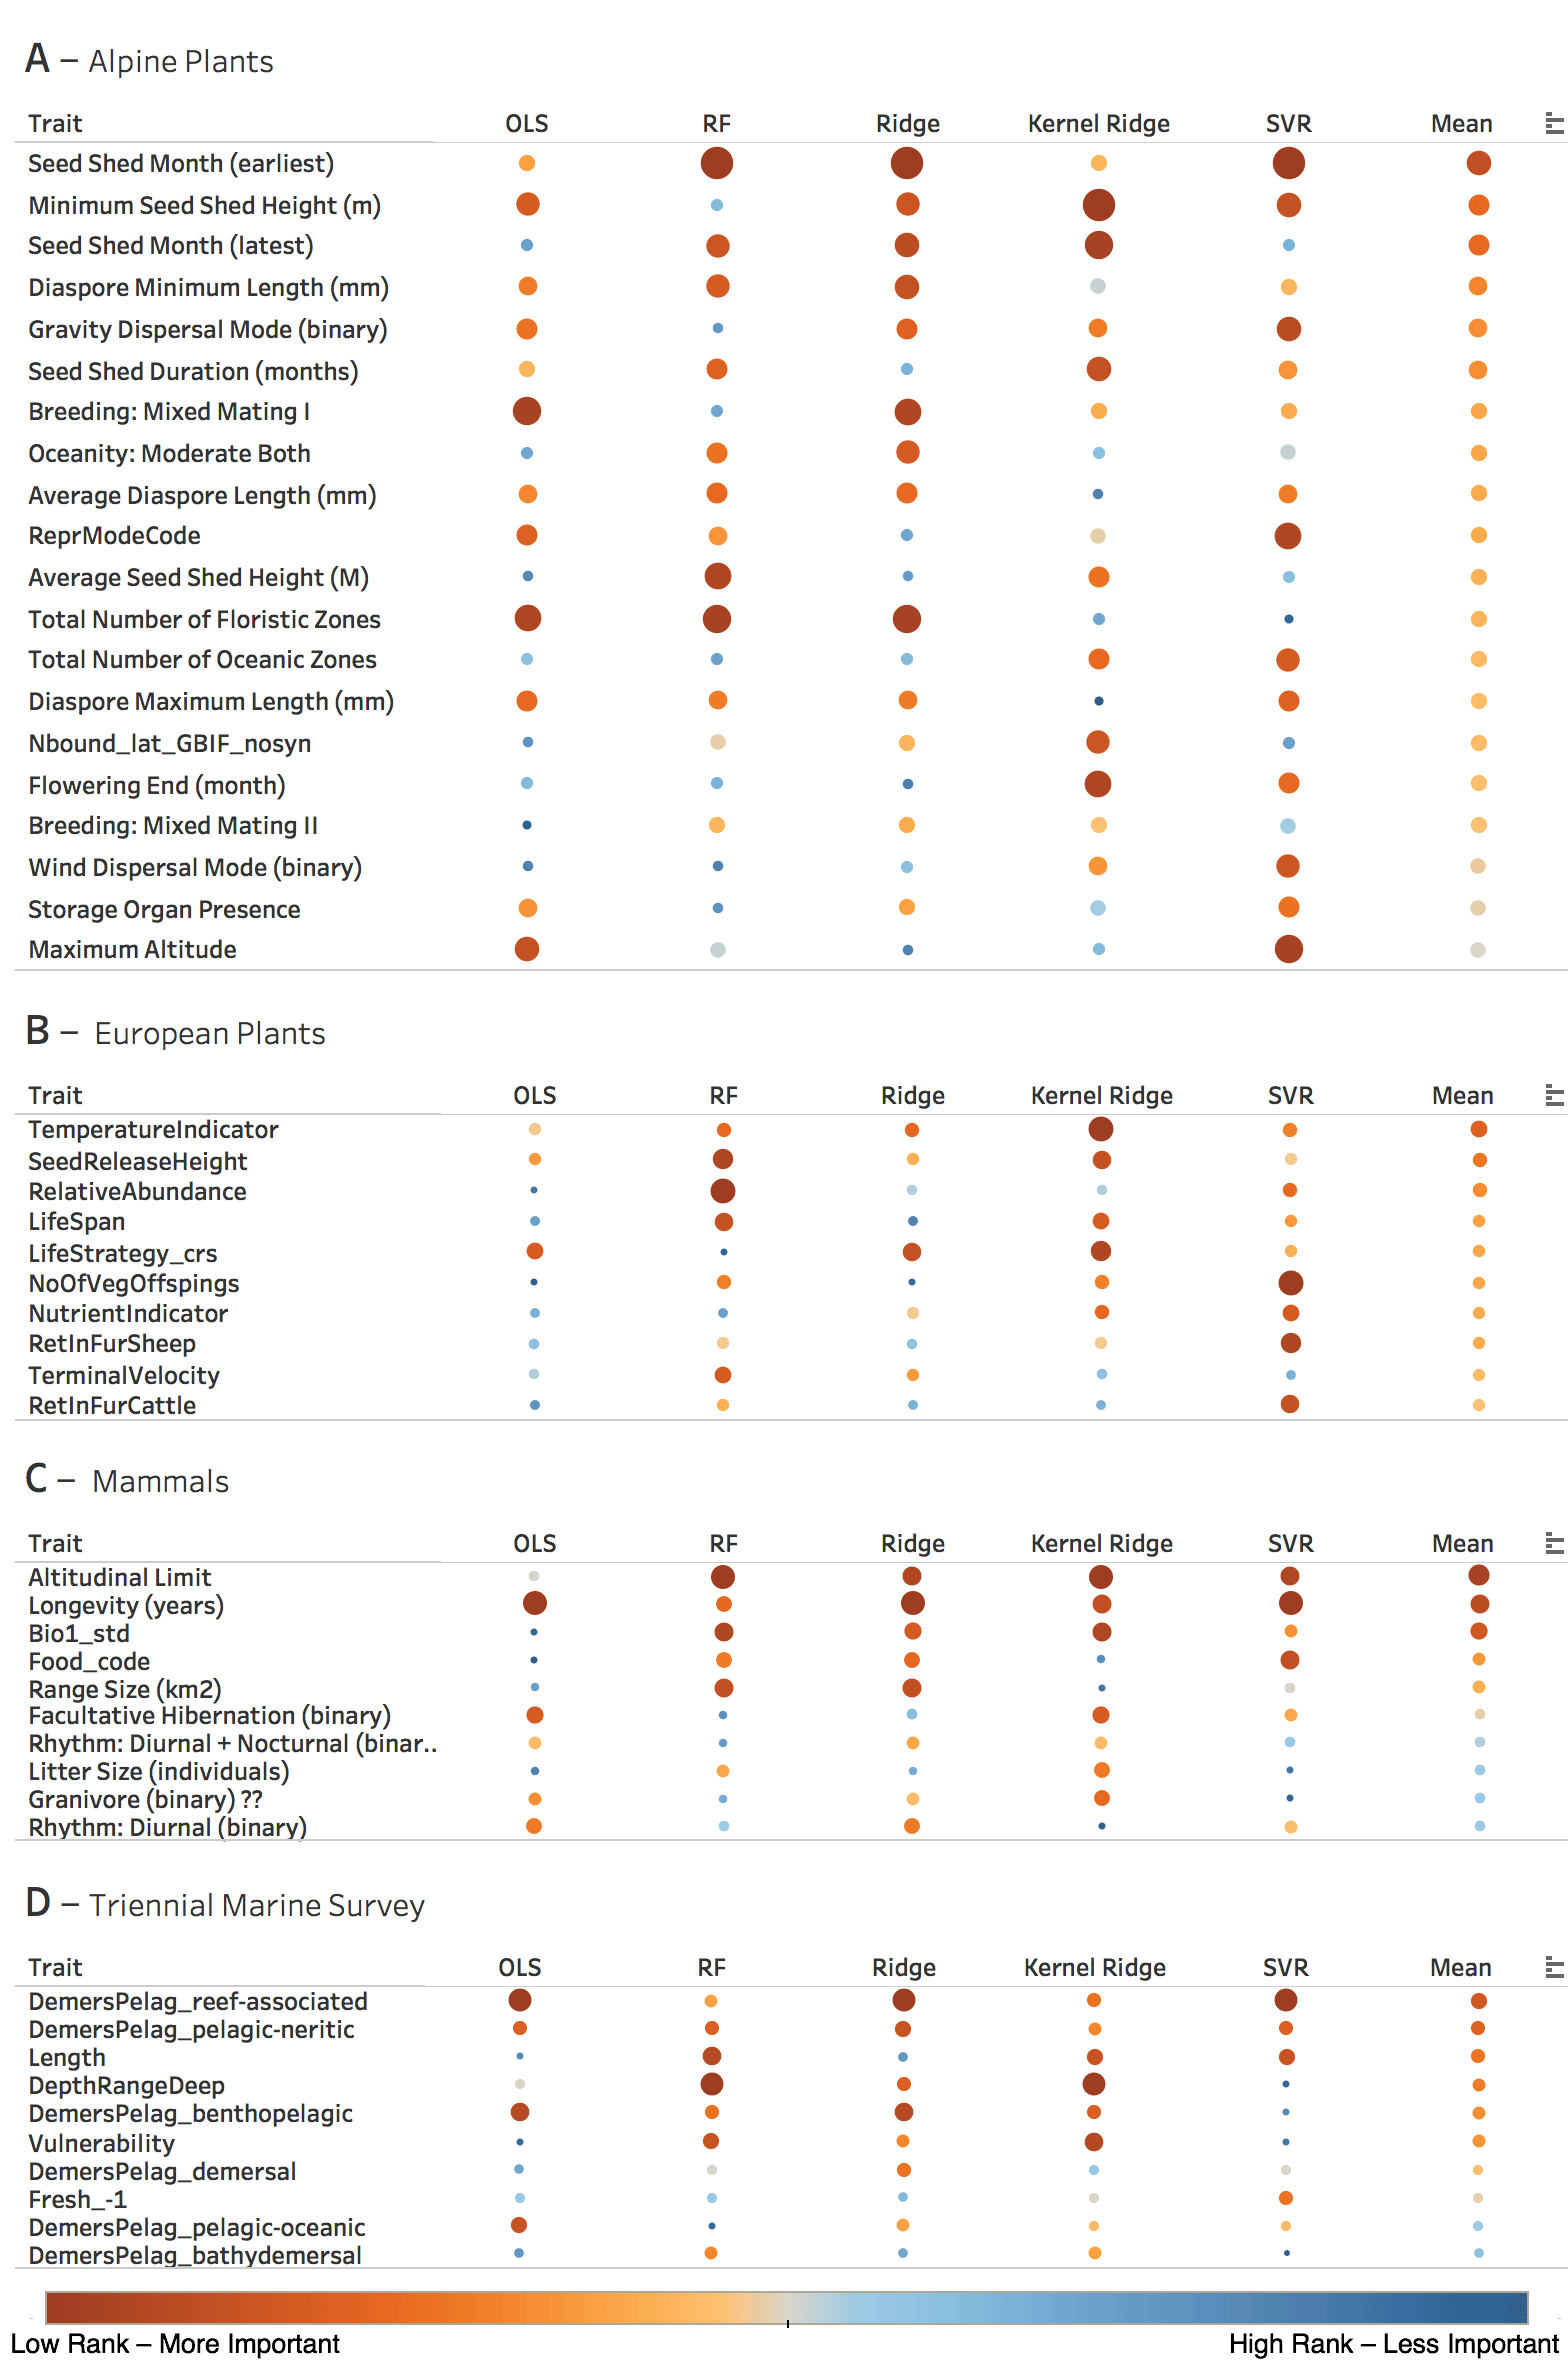 A – Alpine Plants
Trait OLS RF Ridge Kernel Ridge SVR Mean
Seed Shed Month (earliest)
Minimum Seed Shed Height (m)
Seed Shed Month (latest)
Diaspore Minimum Length (mm)
Gravity Dispersal Mode (binary)
Seed Shed Duration (months)
Breeding: Mixed Mating I
Oceanity: Moderate Both
Average Diaspore Length (mm)
ReprModeCode
Average Seed Shed Height (M)
Total Number of Floristic Zones
Total Number of Oceanic Zones
Diaspore Maximum Length (mm)
Nbound_lat_GBIF_nosyn
Flowering End (month)
Breeding: Mixed Mating II
Wind Dispersal Mode (binary)
Storage Organ Presence
Maximum Altitude
B – European Plants
Trait OLS RF Ridge Kernel Ridge SVR Mean
TemperatureIndicator
SeedReleaseHeight
RelativeAbundance
LifeSpan
LifeStrategy_crs
NoOfVegOffspings
NutrientIndicator
RetInFurSheep
TerminalVelocity
RetInFurCattle
C – Mammals
Trait OLS RF Ridge Kernel Ridge SVR Mean
Altitudinal Limit
Longevity (years)
Bio1_std
Food_code
Range Size (km2)
Facultative Hibernation (binary)
Rhythm: Diurnal + Nocturnal (binar..
Litter Size (individuals)
Granivore (binary) ??
Rhythm: Diurnal (binary)
D – Triennial Marine Survey
Trait OLS RF Ridge Kernel Ridge SVR Mean
DemersPelag_reef-associated
DemersPelag_pelagic-neritic
Length
DepthRangeDeep
DemersPelag_benthopelagic
Vulnerability
DemersPelag_demersal
Fresh_-1
DemersPelag_pelagic-oceanic
DemersPelag_bathydemersal
Low Rank – More Important High Rank – Less Important